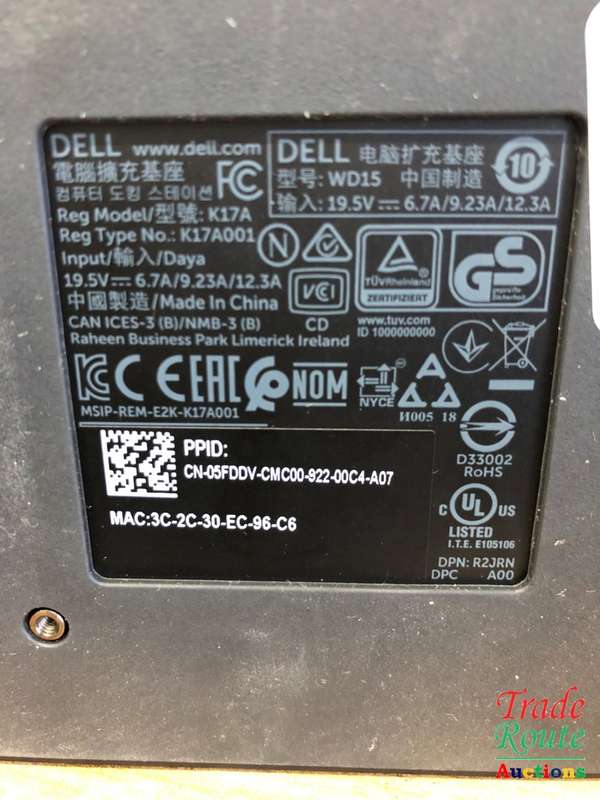 DELL www.dell.com
電腦擴充基座
컴퓨터 도킹 스테이션
FC
Reg Model/型號: K17A
Reg Type No.: K17A001
Input/輸入/Daya
19.5V⎓6.7A/9.23A/12.3A
中國製造/Made In China
CAN ICES-3 (B)/NMB-3 (B)
Raheen Business Park Limerick Ireland
DELL 电脑扩充基座
型号: WD15 中国制造
输入: 19.5V⎓6.7A/9.23A/12.3A
10
N
VCI
CD
TÜVRheinland
ZERTIFIZIERT
www.tuv.com
ID 1000000000
GS
geprüfte
Sicherheit
CE EAC NOM
NYCE
MSIP-REM-E2K-K17A001
И005 18
D33002
RoHS
PPID:
CN-05FDDV-CMC00-922-00C4-A07
MAC:3C-2C-30-EC-96-C6
C UL US
LISTED
I.T.E. E105106
DPN: R2JRN
DPC A00
Trade
Route
Auctions